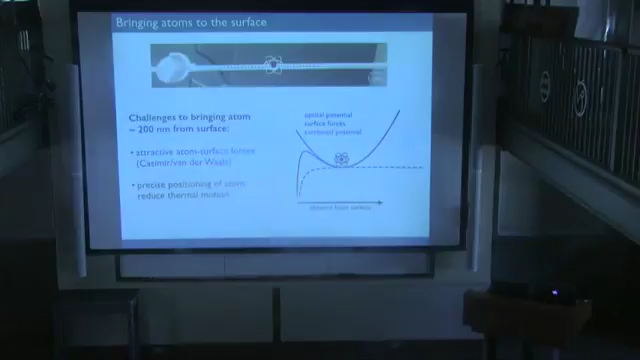 Bringing atoms to the surface
Challenges to bringing atom
~ 200 nm from surface:
• attractive atom-surface forces
(Casimir/van der Waals)
• precise positioning of atoms
reduce thermal motion
optical potential
surface forces
combined potential
distance from surface